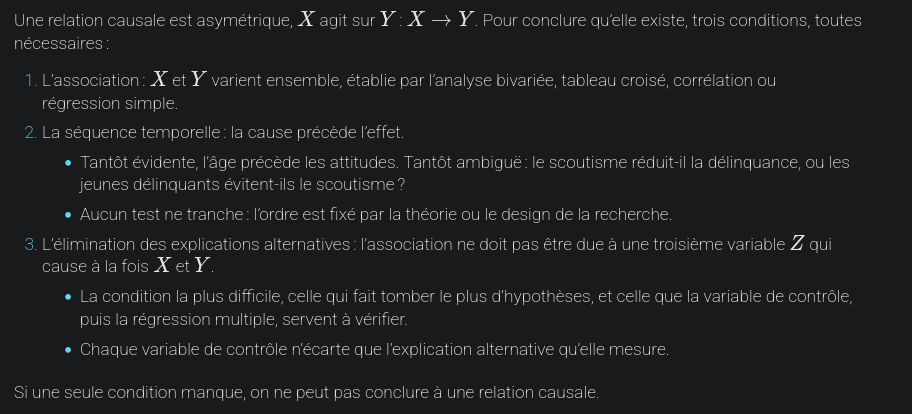 Une relation causale est asymétrique, X agit sur Y : X → Y. Pour conclure qu’elle existe, trois conditions, toutes
nécessaires :
1. L’association : X et Y varient ensemble, établie par l’analyse bivariée, tableau croisé, corrélation ou
régression simple.
2. La séquence temporelle : la cause précède l’effet.
• Tantôt évidente, l’âge précède les attitudes. Tantôt ambiguë : le scoutisme réduit-il la délinquance, ou les
jeunes délinquants évitent-ils le scoutisme ?
• Aucun test ne tranche : l’ordre est fixé par la théorie ou le design de la recherche.
3. L’élimination des explications alternatives : l’association ne doit pas être due à une troisième variable Z qui
cause à la fois X et Y.
• La condition la plus difficile, celle qui fait tomber le plus d’hypothèses, et celle que la variable de contrôle,
puis la régression multiple, servent à vérifier.
• Chaque variable de contrôle n’écarte que l’explication alternative qu’elle mesure.
Si une seule condition manque, on ne peut pas conclure à une relation causale.